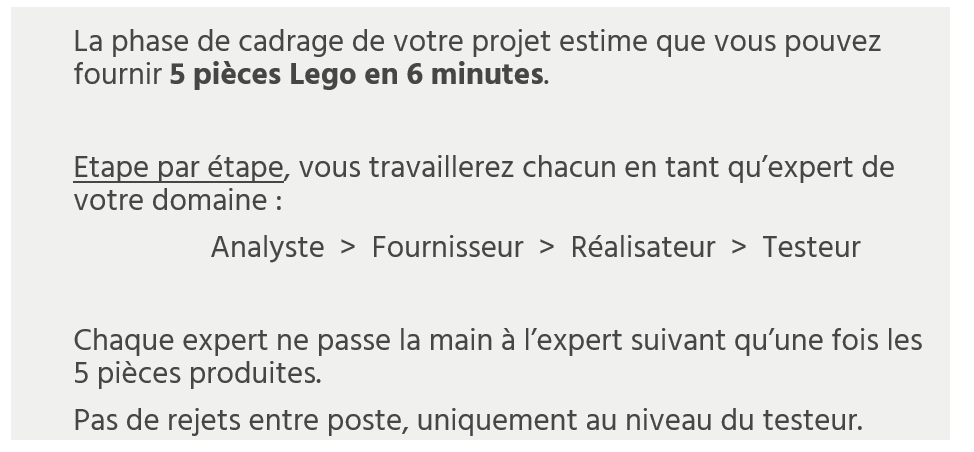 La phase de cadrage de votre projet estime que vous pouvez
fournir 5 pièces Lego en 6 minutes.
Etape par étape, vous travaillerez chacun en tant qu’expert de
votre domaine :
Analyste > Fournisseur > Réalisateur > Testeur
Chaque expert ne passe la main à l’expert suivant qu’une fois les
5 pièces produites.
Pas de rejets entre poste, uniquement au niveau du testeur.